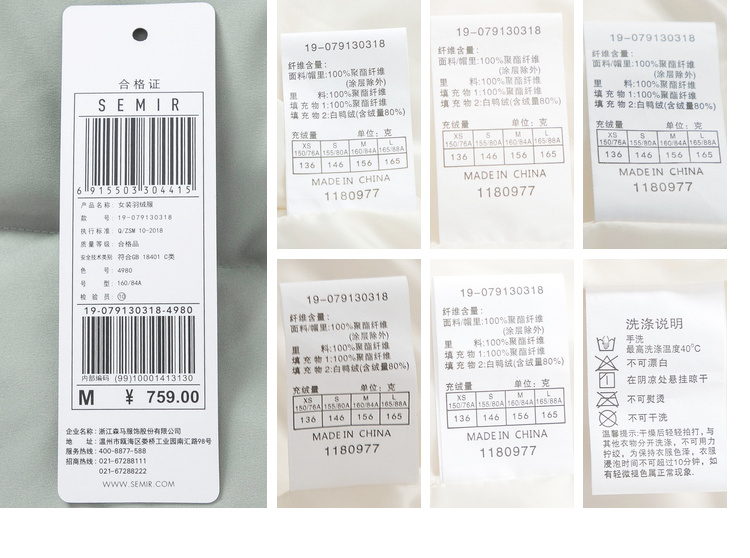 合格证
SEMIR
6 915503 304415
产品名称: 女装羽绒服
款 号: 19-079130318
执行标准: Q/ZSM 10-2018
质量等级: 合格品
安全技术类别: 符合GB 18401 C类
色 号: 4980
号 型: 160/84A
检 验 员: 10
19-079130318-4980
内部编码 (99)10001413130
M ¥ 759.00
企业名称: 浙江森马服饰股份有限公司
地 址: 温州市瓯海区娄桥工业园南汇路98号
服务热线: 400-8877-588
招商热线: 021-67288111
021-67288222
WWW.SEMIR.COM
19-079130318
纤维含量:
面料/帽里:100%聚酯纤维
(涂层除外)
里 料:100%聚酯纤维
填充物1:100%聚酯纤维
填充物2:白鸭绒(含绒量80%)
充绒量 单位: 克
XS S M L
150/76A 155/80A 160/84A 165/88A
136 146 156 165
MADE IN CHINA
1180977
19-079130318
纤维含量:
面料/帽里:100%聚酯纤维
(涂层除外)
里 料:100%聚酯纤维
填充物1:100%聚酯纤维
填充物2:白鸭绒(含绒量80%)
充绒量 单位: 克
XS S M L
150/76A 155/80A 160/84A 165/88A
136 146 156 165
MADE IN CHINA
1180977
19-079130318
纤维含量:
面料/帽里:100%聚酯纤维
(涂层除外)
里 料:100%聚酯纤维
填充物1:100%聚酯纤维
填充物2:白鸭绒(含绒量80%)
充绒量 单位: 克
XS S M L
150/76A 155/80A 160/84A 165/88A
136 146 156 165
MADE IN CHINA
1180977
19-079130318
纤维含量:
面料/帽里:100%聚酯纤维
(涂层除外)
里 料:100%聚酯纤维
填充物1:100%聚酯纤维
填充物2:白鸭绒(含绒量80%)
充绒量 单位: 克
XS S M L
150/76A 155/80A 160/84A 165/88A
136 146 156 165
MADE IN CHINA
1180977
19-079130318
纤维含量:
面料/帽里:100%聚酯纤维
(涂层除外)
里 料:100%聚酯纤维
填充物1:100%聚酯纤维
填充物2:白鸭绒(含绒量80%)
充绒量 单位: 克
XS S M L
150/76A 155/80A 160/84A 165/88A
136 146 156 165
MADE IN CHINA
1180977
洗涤说明
手洗
最高洗涤温度40℃
不可漂白
在阴凉处悬挂晾干
不可熨烫
不可干洗
温馨提示:干燥后轻轻拍打,与
其他衣物分开洗涤,不可用力
拧绞,为保持衣服色泽,衣服
浸泡时间不可超过10分钟,如
有轻微褪色属正常现象.